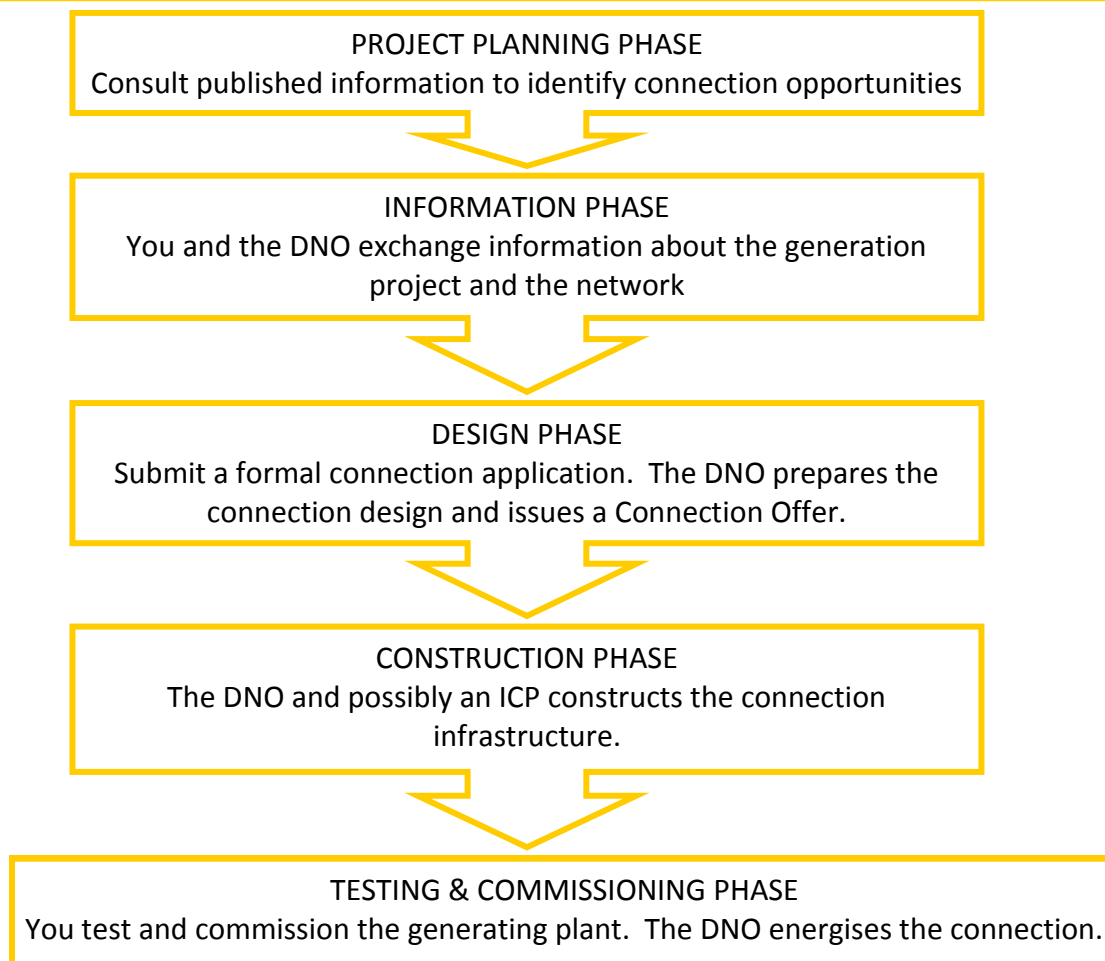 PROJECT PLANNING PHASE
Consult published information to identify connection opportunities
INFORMATION PHASE
You and the DNO exchange information about the generation
project and the network
DESIGN PHASE
Submit a formal connection application.  The DNO prepares the
connection design and issues a Connection Offer.
CONSTRUCTION PHASE
The DNO and possibly an ICP constructs the connection
infrastructure.
TESTING & COMMISSIONING PHASE
You test and commission the generating plant.  The DNO energises the connection.